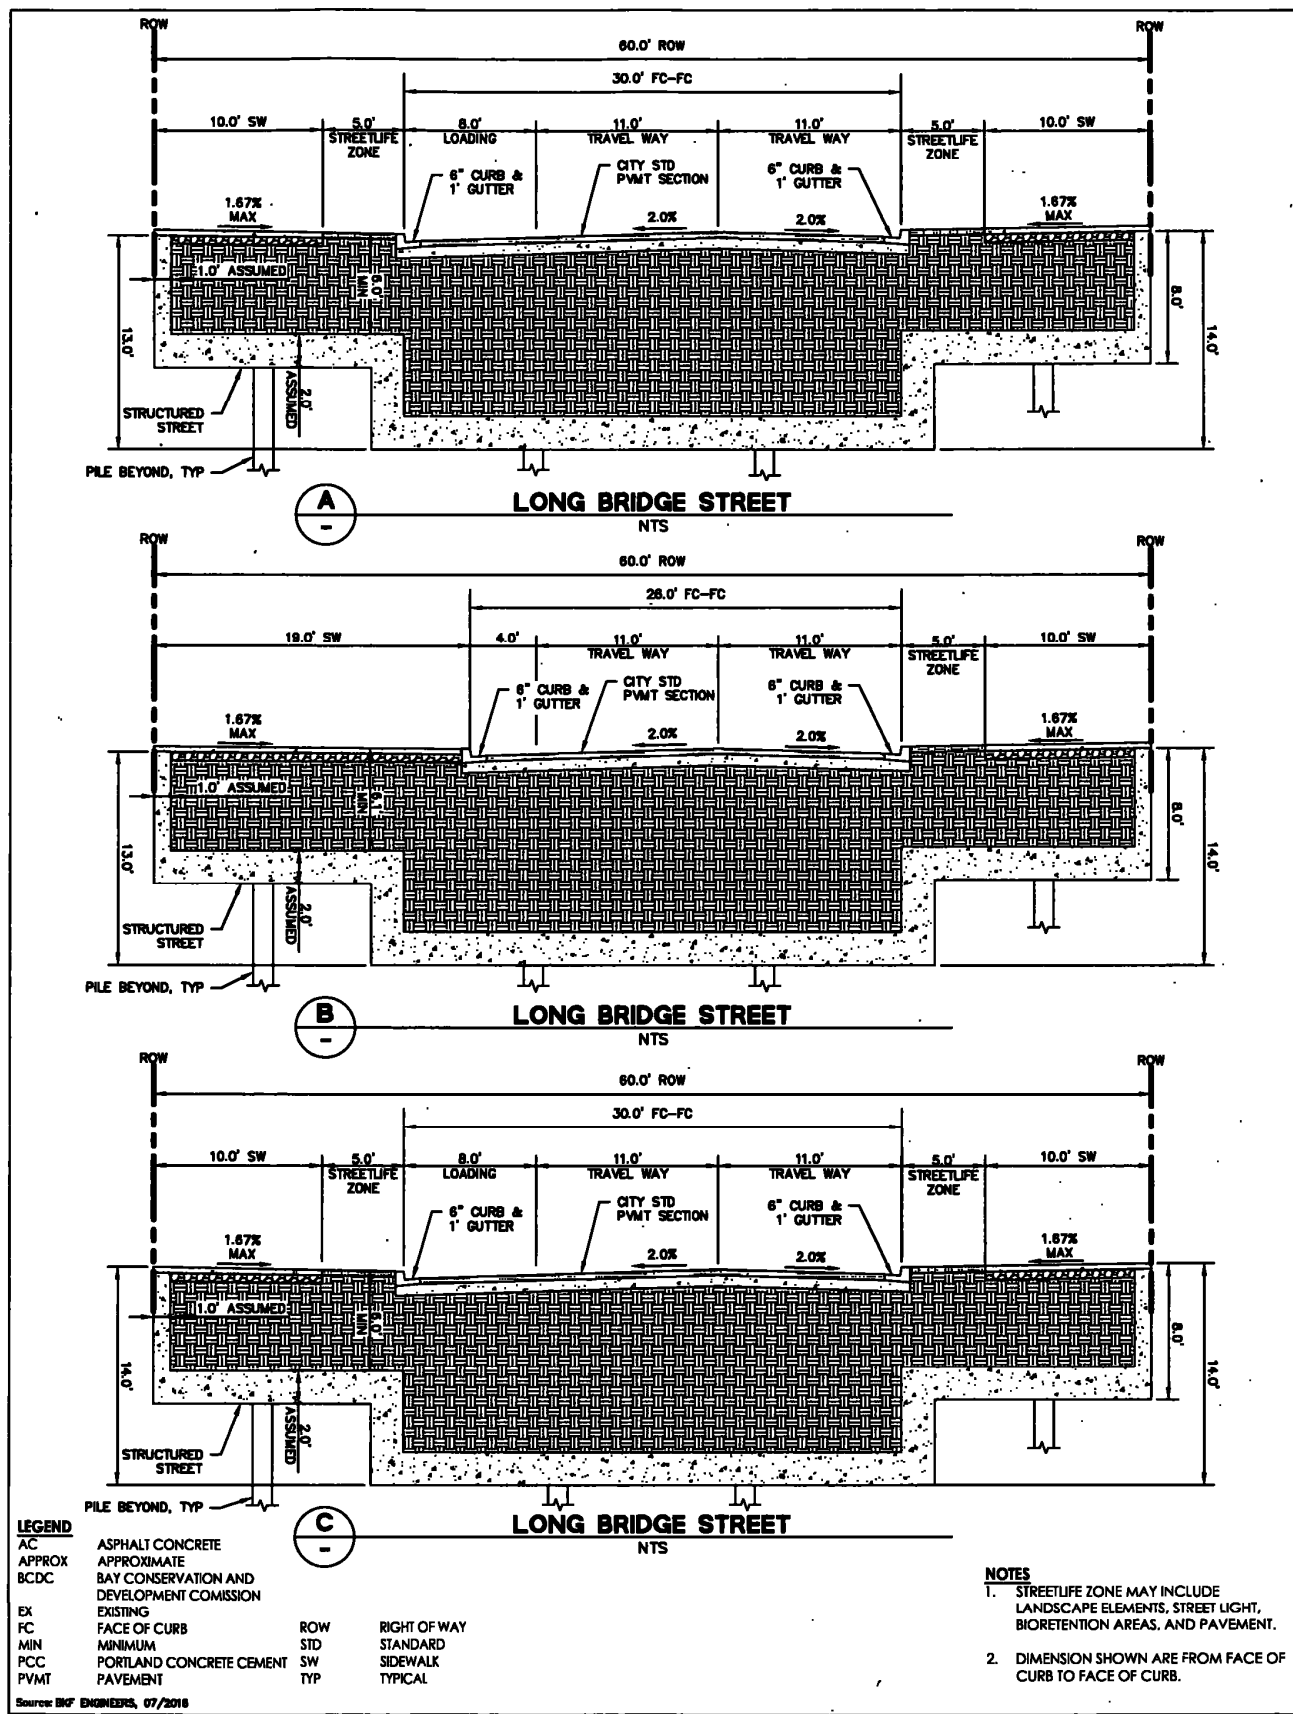 ROW
ROW
60.0' ROW
30.0' FC-FC
10.0' SW
5.0'
STREETLIFE
ZONE
8.0'
LOADING
11.0'
TRAVEL WAY
11.0'
TRAVEL WAY
5.0'
STREETLIFE
ZONE
10.0' SW
6" CURB &
1' GUTTER
CITY STD
PVMT SECTION
6" CURB &
1' GUTTER
1.67%
MAX
2.0%
2.0%
1.67%
MAX
1.0' ASSUMED
6.0'
MIN
13.0'
2.0'
ASSUMED
8.0'
14.0'
STRUCTURED
STREET
PILE BEYOND, TYP
A
-
LONG BRIDGE STREET
NTS
ROW
ROW
60.0' ROW
26.0' FC-FC
19.0' SW
4.0'
11.0'
TRAVEL WAY
11.0'
TRAVEL WAY
5.0'
STREETLIFE
ZONE
10.0' SW
6" CURB &
1' GUTTER
CITY STD
PVMT SECTION
6" CURB &
1' GUTTER
1.67%
MAX
2.0%
2.0%
1.67%
MAX
1.0' ASSUMED
6.1'
MIN
13.0'
2.0'
ASSUMED
8.0'
14.0'
STRUCTURED
STREET
PILE BEYOND, TYP
B
-
LONG BRIDGE STREET
NTS
ROW
ROW
60.0' ROW
30.0' FC-FC
10.0' SW
5.0'
STREETLIFE
ZONE
8.0'
LOADING
11.0'
TRAVEL WAY
11.0'
TRAVEL WAY
5.0'
STREETLIFE
ZONE
10.0' SW
6" CURB &
1' GUTTER
CITY STD
PVMT SECTION
6" CURB &
1' GUTTER
1.67%
MAX
2.0%
2.0%
1.67%
MAX
1.0' ASSUMED
6.0'
MIN
14.0'
2.0'
ASSUMED
8.0'
14.0'
STRUCTURED
STREET
PILE BEYOND, TYP
C
-
LONG BRIDGE STREET
NTS
LEGEND
AC ASPHALT CONCRETE
APPROX APPROXIMATE
BCDC BAY CONSERVATION AND
DEVELOPMENT COMISSION
EX EXISTING
FC FACE OF CURB
MIN MINIMUM
PCC PORTLAND CONCRETE CEMENT
PVMT PAVEMENT
ROW RIGHT OF WAY
STD STANDARD
SW SIDEWALK
TYP TYPICAL
NOTES
1. STREETLIFE ZONE MAY INCLUDE
LANDSCAPE ELEMENTS, STREET LIGHT,
BIORETENTION AREAS, AND PAVEMENT.
2. DIMENSION SHOWN ARE FROM FACE OF
CURB TO FACE OF CURB.
Source: BKF ENGINEERS, 07/2016